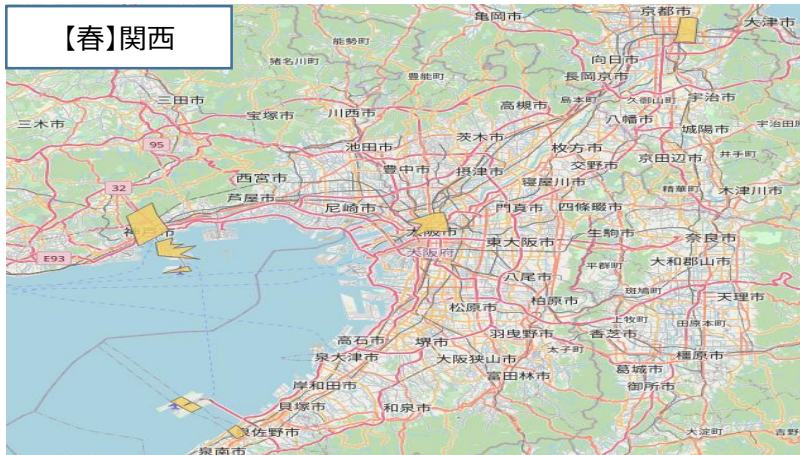 【春】関西
亀岡市
京都市
大津市
能勢町
猪名川町
向日市
長岡京市
豊能町
三田市
宝塚市
川西市
高槻市
島本町
久御山町
宇治市
八幡市
三木市
城陽市
宇治田原
95
池田市
茨木市
枚方市
京田辺市
井手町
交野市
西宮市
豊中市
摂津市
寝屋川市
精華町
木津川市
32
芦屋市
尼崎市
門真市
四條畷市
神戸市
大阪市
大阪府
東大阪市
生駒市
奈良市
E93
平群町
大和郡山市
八尾市
柏原市
斑鳩町
天理市
松原市
上牧町
田原本町
高石市
堺市
羽曳野市
香芝市
泉大津市
大阪狭山市
太子町
橿原市
岸和田市
富田林市
葛城市
御所市
貝塚市
和泉市
泉佐野市
大淀町
吉野
泉南市